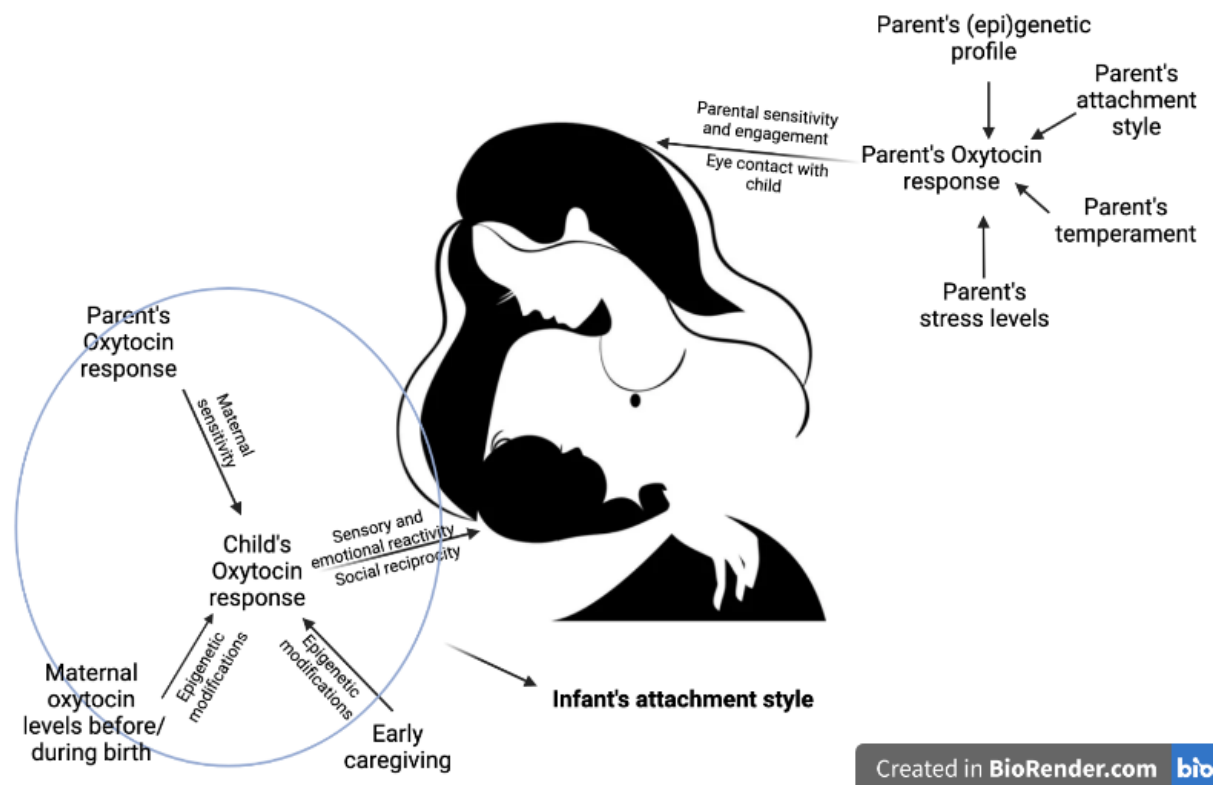 Parent's (epi)genetic
profile
Parent's
attachment
style
Parental sensitivity
and engagement
Eye contact with
child
Parent's Oxytocin
response
Parent's
temperament
Parent's
stress levels
Parent's
Oxytocin
response
Maternal
sensitivity
Child's
Oxytocin
response
Sensory and
emotional reactivity
Social reciprocity
Epigenetic
modifications
Epigenetic
modifications
Maternal
oxytocin
levels before/
during birth
Early
caregiving
Infant's attachment style
Created in BioRender.com bio